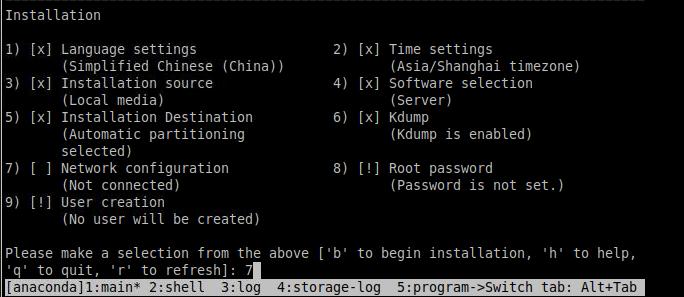 Installation
1) [x] Language settings 2) [x] Time settings
(Simplified Chinese (China)) (Asia/Shanghai timezone)
3) [x] Installation source 4) [x] Software selection
(Local media) (Server)
5) [x] Installation Destination 6) [x] Kdump
(Automatic partitioning (Kdump is enabled)
selected)
7) [ ] Network configuration 8) [!] Root password
(Not connected) (Password is not set.)
9) [!] User creation
(No user will be created)
Please make a selection from the above ['b' to begin installation, 'h' to help,
'q' to quit, 'r' to refresh]: 7
[anaconda]1:main* 2:shell 3:log 4:storage-log 5:program->Switch tab: Alt+Tab